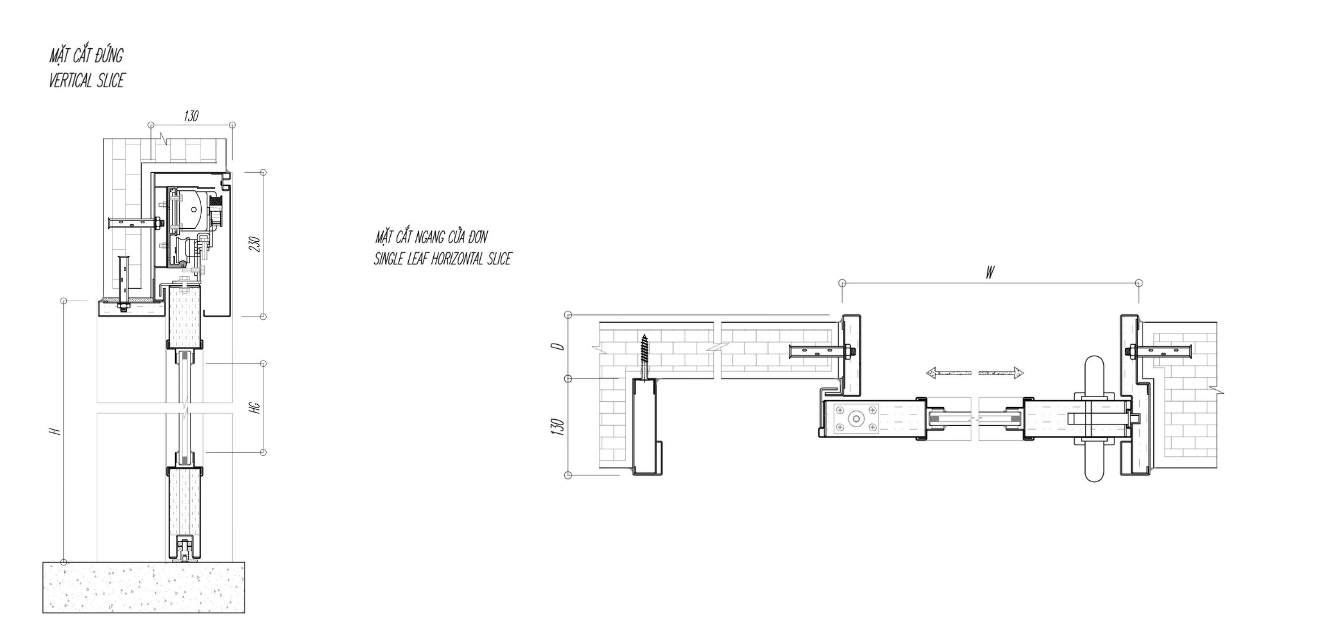 MẶT CẮT ĐỨNG
VERTICAL SLICE
130
230
HG
H
MẶT CẮT NGANG CỬA ĐƠN
SINGLE LEAF HORIZONTAL SLICE
W
D
130